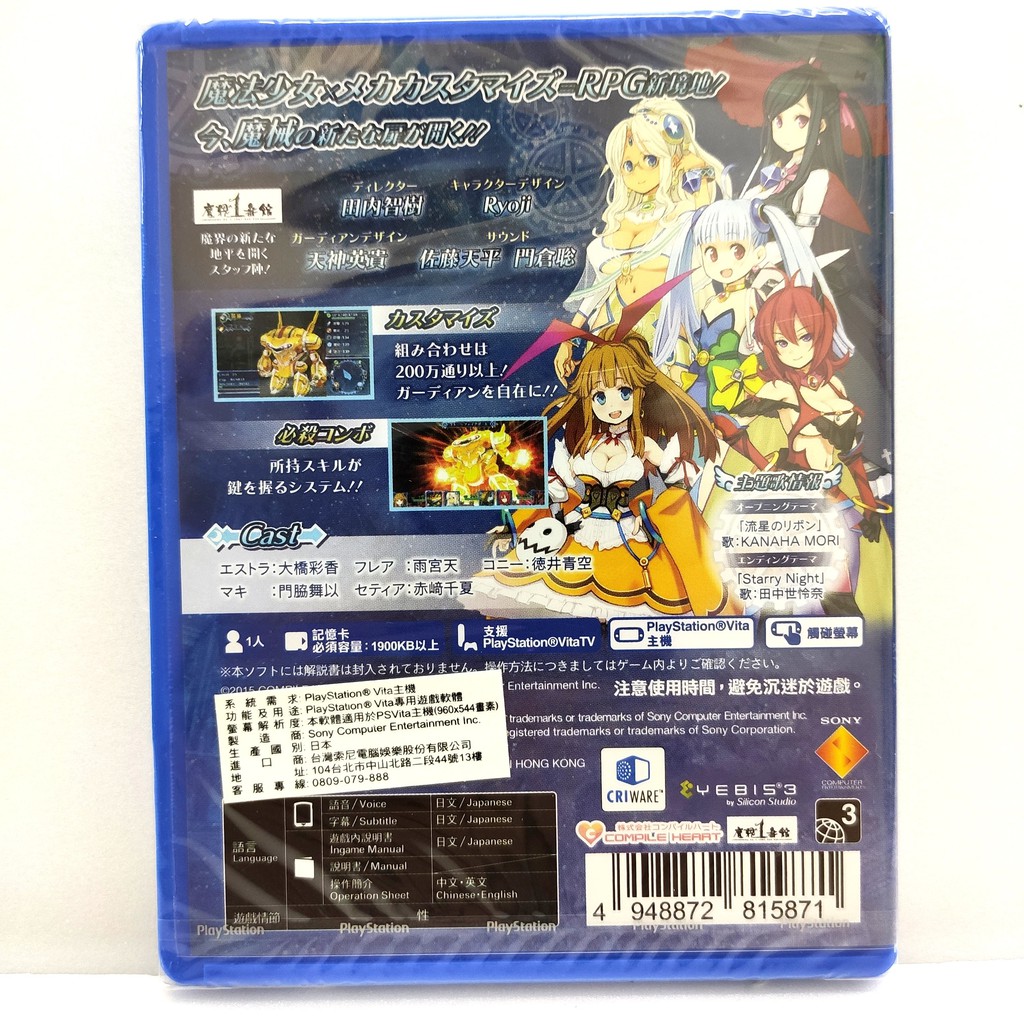 魔法少女×メカカスタマイズ―RPG新境地!
今、魔械の新たな扉が開く!!
魔界1番館
魔界の新たな
地平を開く
スタッフ陣!
ディレクター
田内智樹
キャラクターデザイン
Ryoji
ガーディアンデザイン
天神英貴
サウンド
佐藤天平 門倉聡
カスタマイズ
組み合わせは
200万通り以上!
ガーディアンを自在に!!
必殺コンボ
所持スキルが
鍵を握るシステム!!
主題歌情報
オープニングテーマ
「流星のリボン」
歌:KANAHA MORI
エンディングテーマ
「Starry Night」
歌:田中世怜奈
Cast
エストラ:大橋彩香 フレア:雨宮天 コニー:徳井青空
マキ:門脇舞以 セティア:赤﨑千夏
1人
記憶卡
必須容量:1900KB以上
支援
PlayStation®VitaTV
PlayStation®Vita
主機
觸碰螢幕
※本ソフトには解説書は封入されておりません。操作方法につきましてはゲーム内よりご確認ください。
©2015 COMPIL
Entertainment Inc.
注意使用時間,避免沉迷於遊戲。
trademarks or trademarks of Sony Computer Entertainment Inc.
egistered trademarks or trademarks of Sony Corporation.
N HONG KONG
系統需求:PlayStation® Vita主機
功能及用途:PlayStation® Vita專用遊戲軟體
螢幕解析度:本軟體適用於PSVita主機(960x544畫素)
製造商:Sony Computer Entertainment Inc.
生產國別:日本
進口商:台灣索尼電腦娛樂股份有限公司
地址:104台北市中山北路二段44號13樓
客服專線:0809-079-888
SONY
COMPUTER
ENTERTAINMENT
CRIWARE™
YEBIS®3
by Silicon Studio
株式会社コンパイルハート
COMPILE HEART
魔界1番館
3
語言
Language
語音/Voice 日文/Japanese
字幕/Subtitle 日文/Japanese
遊戲內說明書
Ingame Manual
日文/Japanese
說明書/Manual
操作簡介
Operation Sheet
中文・英文
Chinese・English
遊戲情節 性
4 948872 815871
PlayStation PlayStation PlayStation PlayStation PlayStation